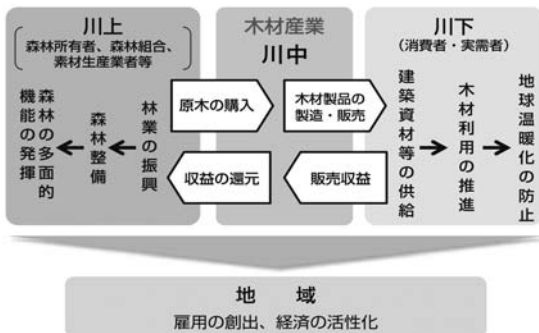 川上
森林所有者、森林組合、
素材生産業者等
森林の多面的
機能の発揮
森林整備
林業の振興
木材産業
川中
原木の購入
木材製品の
製造・販売
収益の還元
販売収益
川下
(消費者・実需者)
建築資材等の供給
木材利用の推進
地球温暖化の防止
地 域
雇用の創出、経済の活性化